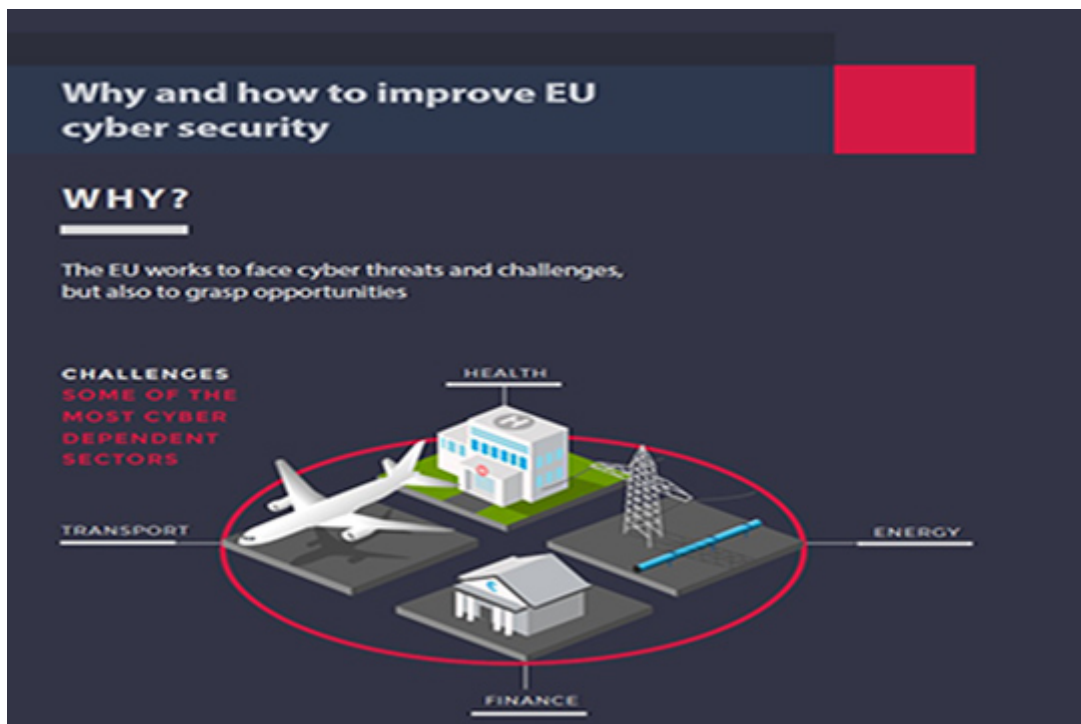 Why and how to improve EU
cyber security
WHY?
The EU works to face cyber threats and challenges,
but also to grasp opportunities
CHALLENGES
SOME OF THE
MOST CYBER
DEPENDENT
SECTORS
HEALTH
H
TRANSPORT
ENERGY
€
FINANCE